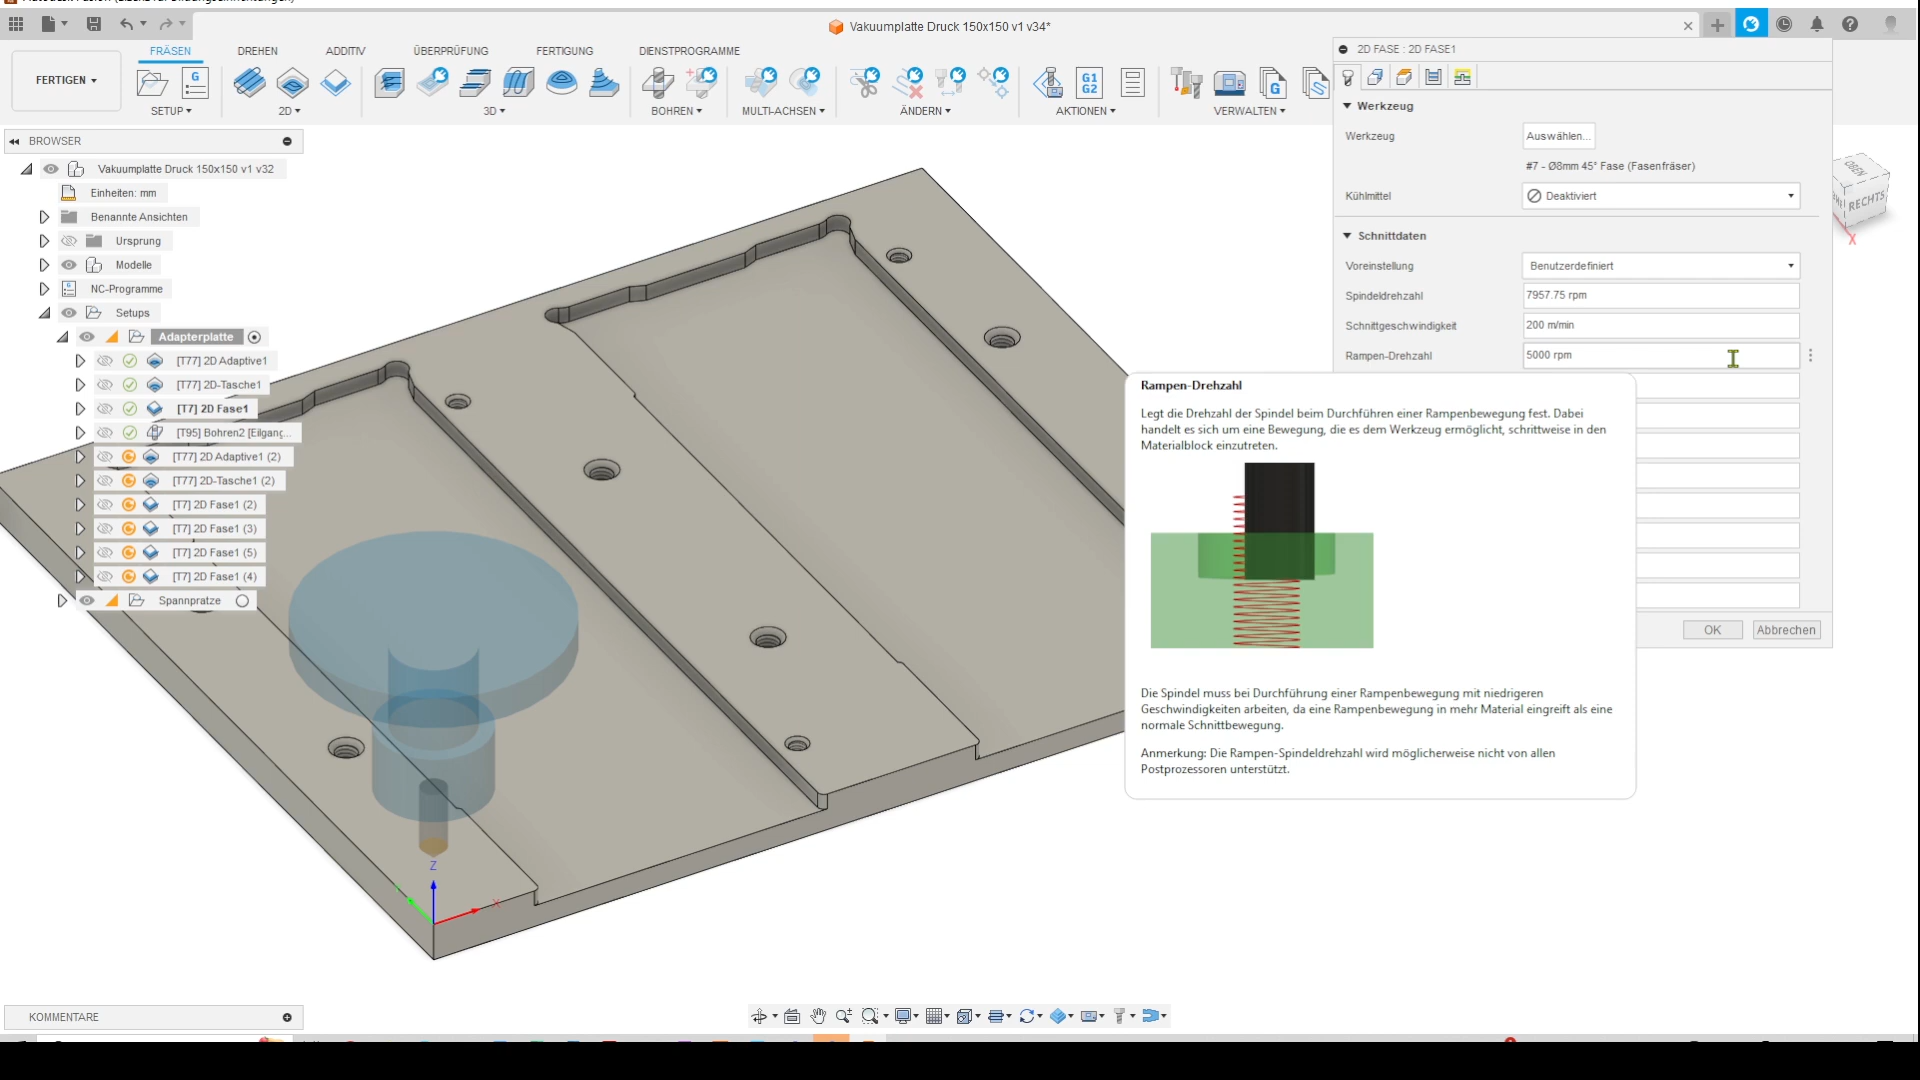 Vakuumplatte Druck 150x150 v1 v34*
FERTIGEN
FRÄSEN
DREHEN
ADDITIV
ÜBERPRÜFUNG
FERTIGUNG
DIENSTPROGRAMME
SETUP
2D
3D
BOHREN
MULTI-ACHSEN
ÄNDERN
AKTIONEN
VERWALTEN
G1
G2
BROWSER
Vakuumplatte Druck 150x150 v1 v32
Einheiten: mm
Benannte Ansichten
Ursprung
Modelle
NC-Programme
Setups
Adapterplatte
[T77] 2D Adaptive1
[T77] 2D-Tasche1
[T7] 2D Fase1
[T95] Bohren2 [Eilgang...
[T77] 2D Adaptive1 (2)
[T77] 2D-Tasche1 (2)
[T7] 2D Fase1 (2)
[T7] 2D Fase1 (3)
[T7] 2D Fase1 (5)
[T7] 2D Fase1 (4)
Spannpratze
Z
X
2D FASE : 2D FASE1
Werkzeug
Werkzeug
Auswählen...
#7 - Ø8mm 45° Fase (Fasenfräser)
Kühlmittel
Deaktiviert
Schnittdaten
Voreinstellung
Benutzerdefiniert
Spindeldrehzahl
7957.75 rpm
Schnittgeschwindigkeit
200 m/min
Rampen-Drehzahl
5000 rpm
OK
Abbrechen
OBEN
RECHTS
X
Rampen-Drehzahl
Legt die Drehzahl der Spindel beim Durchführen einer Rampenbewegung fest. Dabei
handelt es sich um eine Bewegung, die es dem Werkzeug ermöglicht, schrittweise in den
Materialblock einzutreten.
Die Spindel muss bei Durchführung einer Rampenbewegung mit niedrigeren
Geschwindigkeiten arbeiten, da eine Rampenbewegung in mehr Material eingreift als eine
normale Schnittbewegung.
Anmerkung: Die Rampen-Spindeldrehzahl wird möglicherweise nicht von allen
Postprozessoren unterstützt.
KOMMENTARE